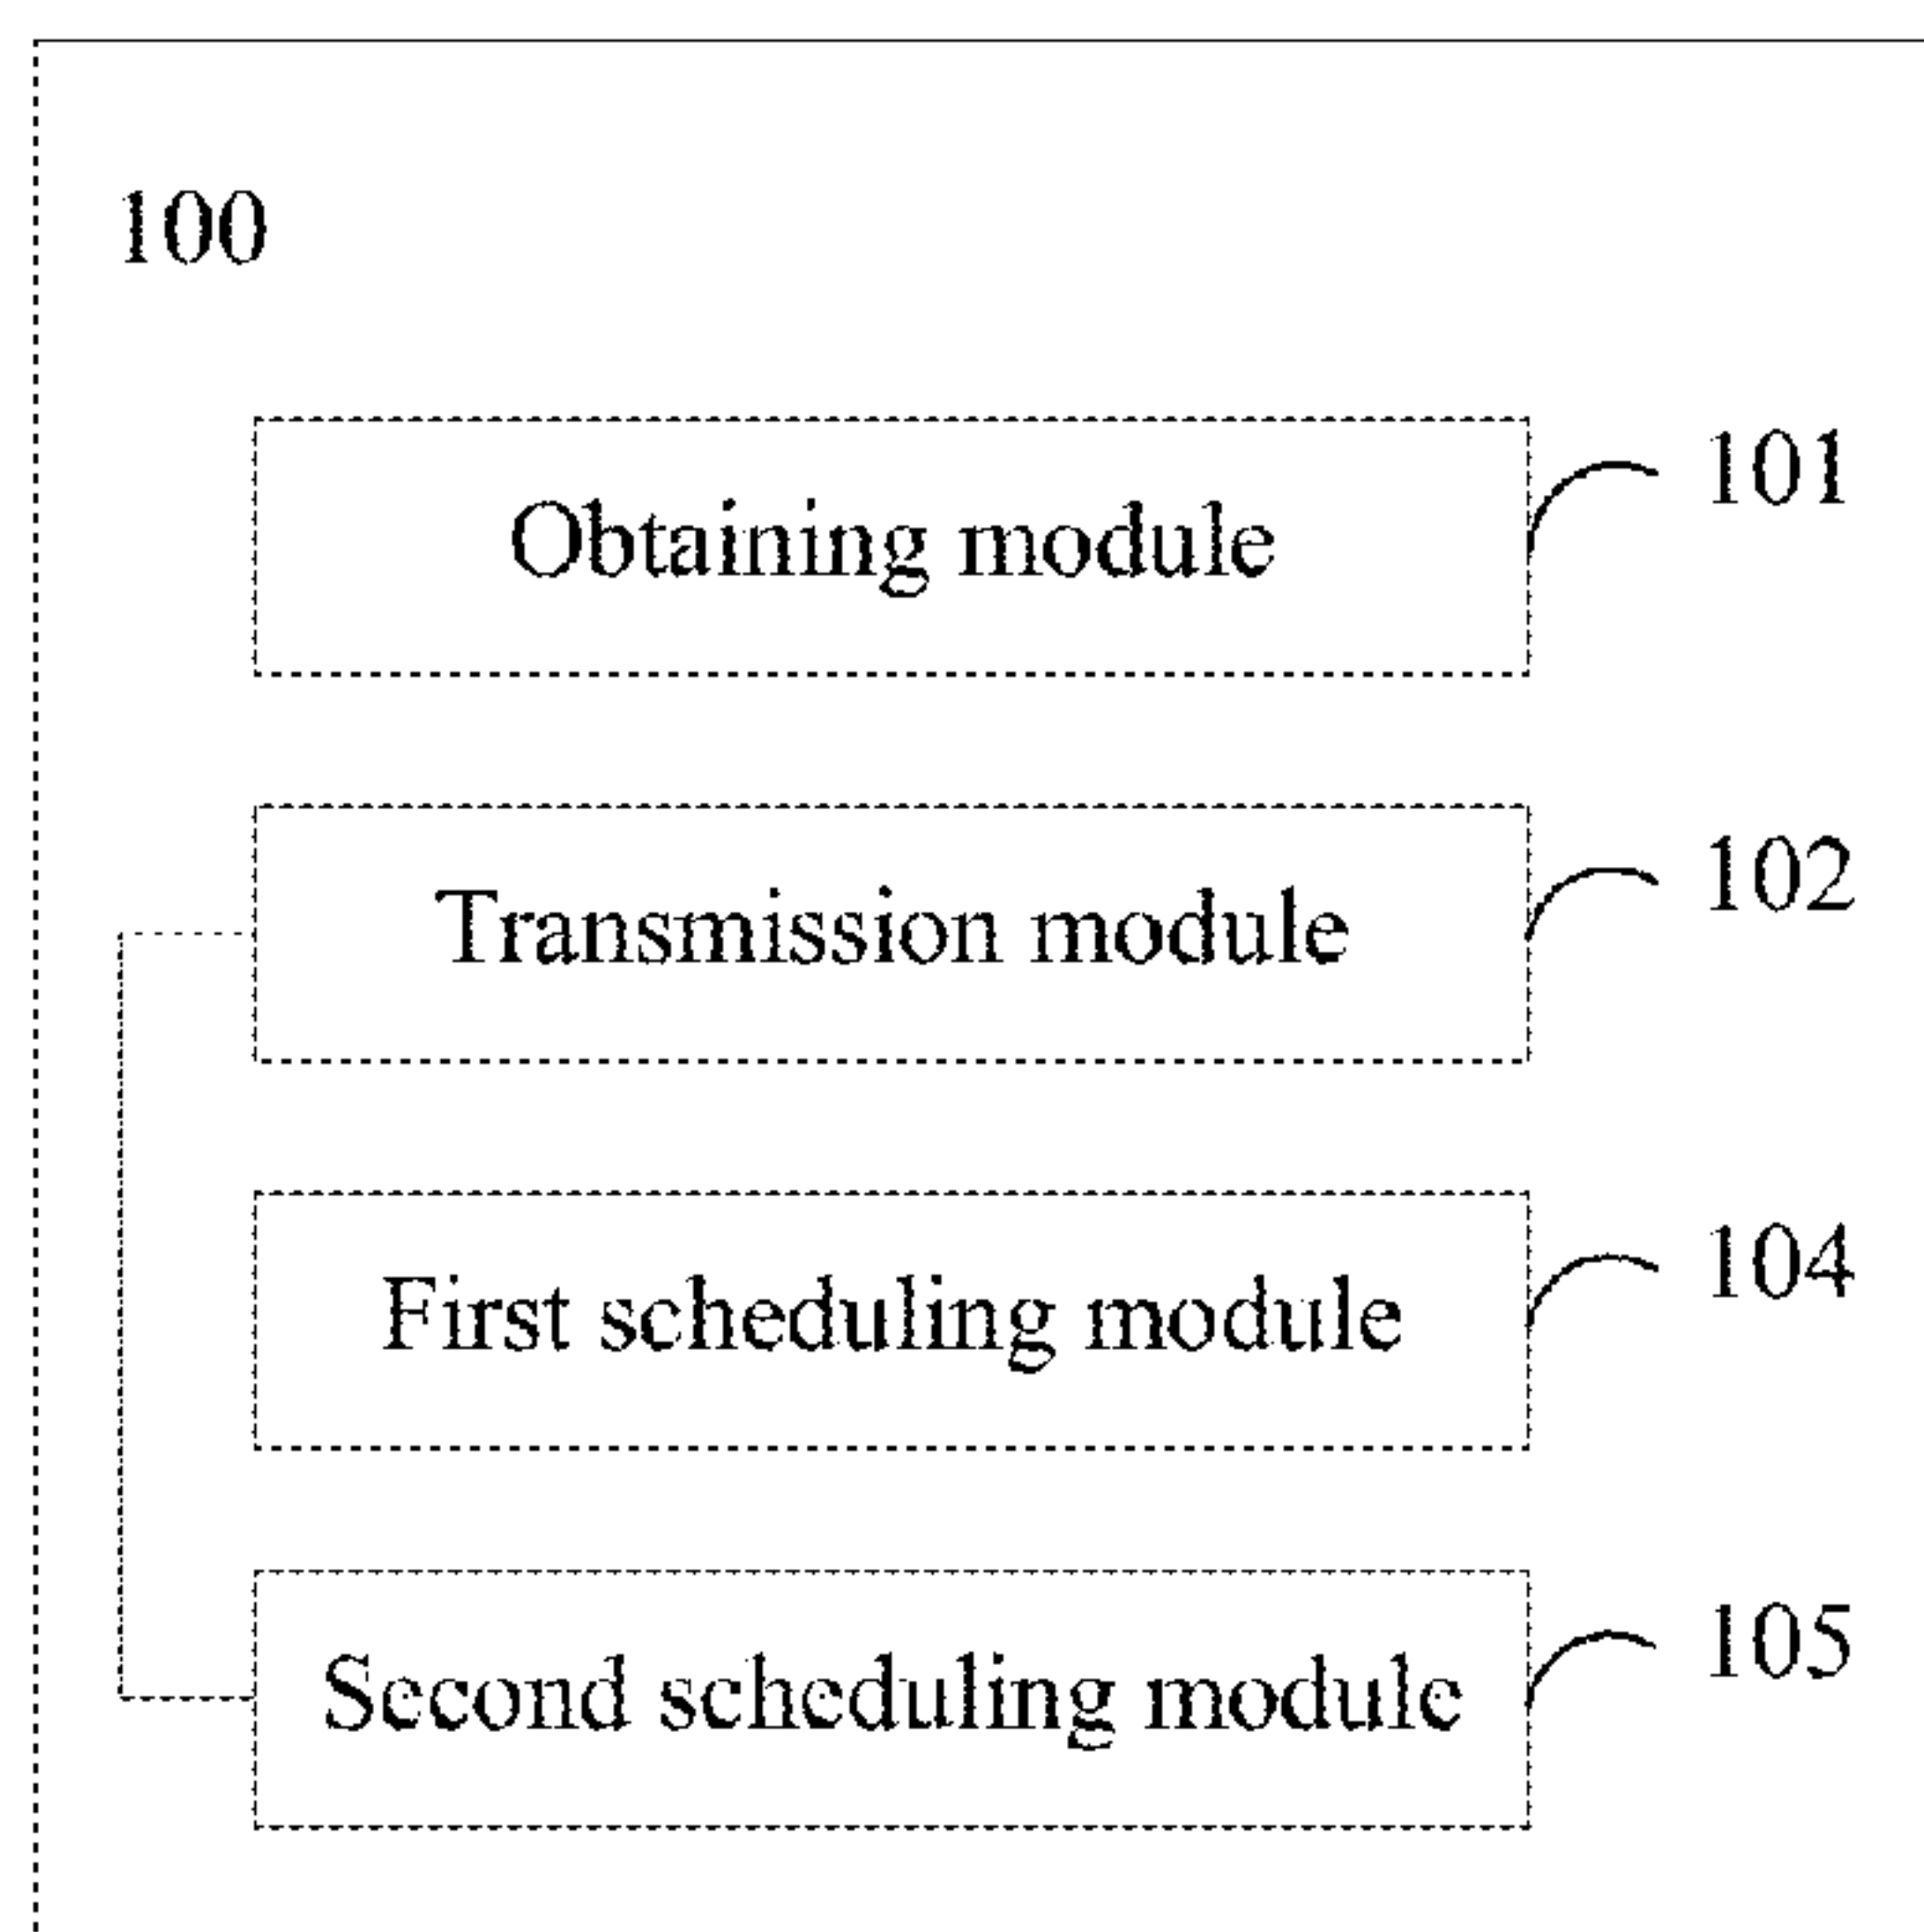 100
Obtaining module
101
Transmission module
102
First scheduling module
104
Second scheduling module
105